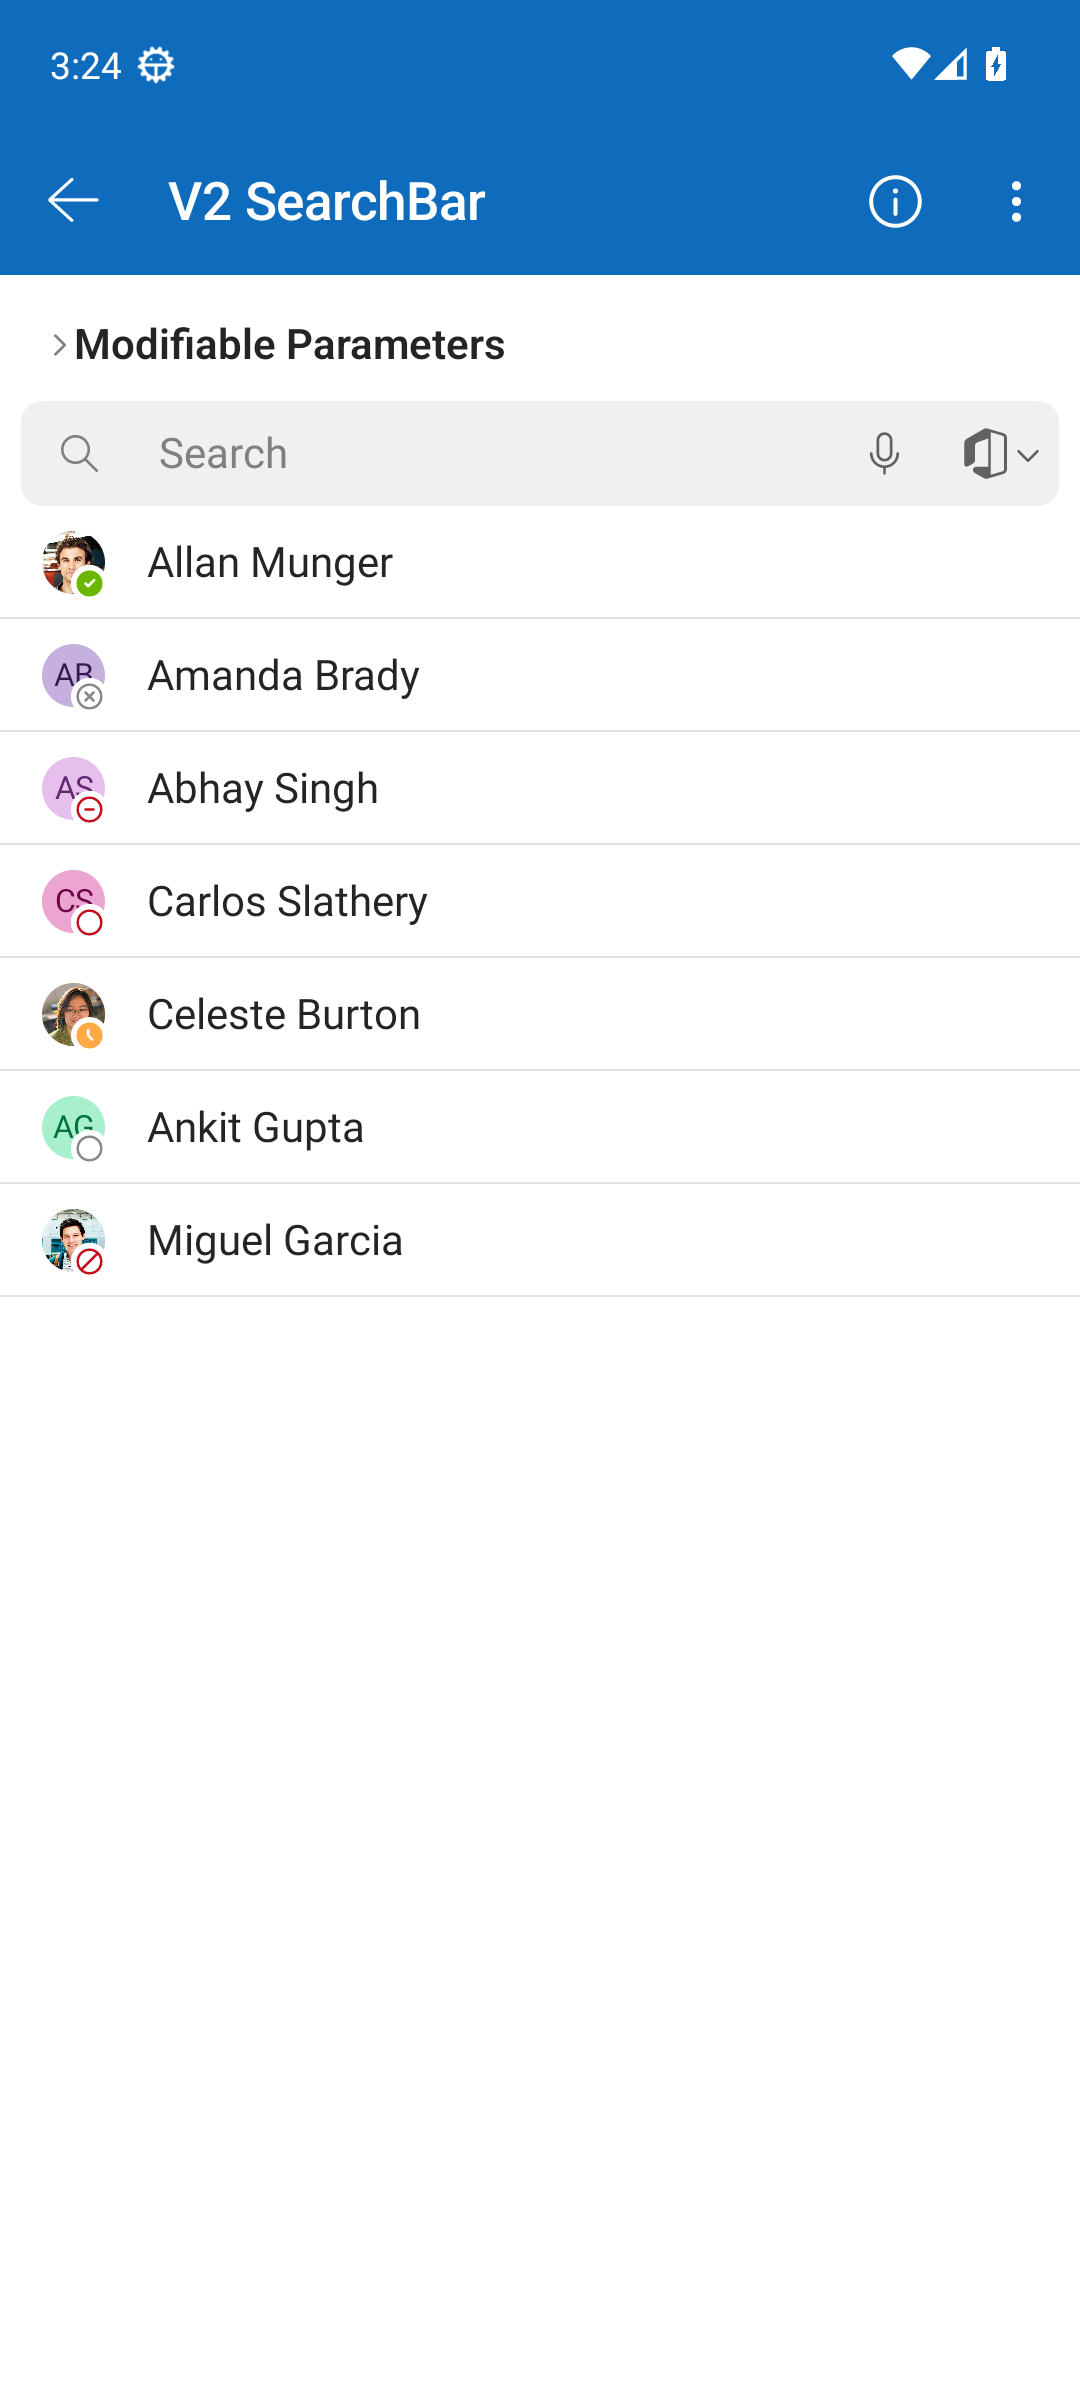 3:24
V2 SearchBar
Modifiable Parameters
Search
Allan Munger
AB
Amanda Brady
AS
Abhay Singh
CS
Carlos Slathery
Celeste Burton
AG
Ankit Gupta
Miguel Garcia